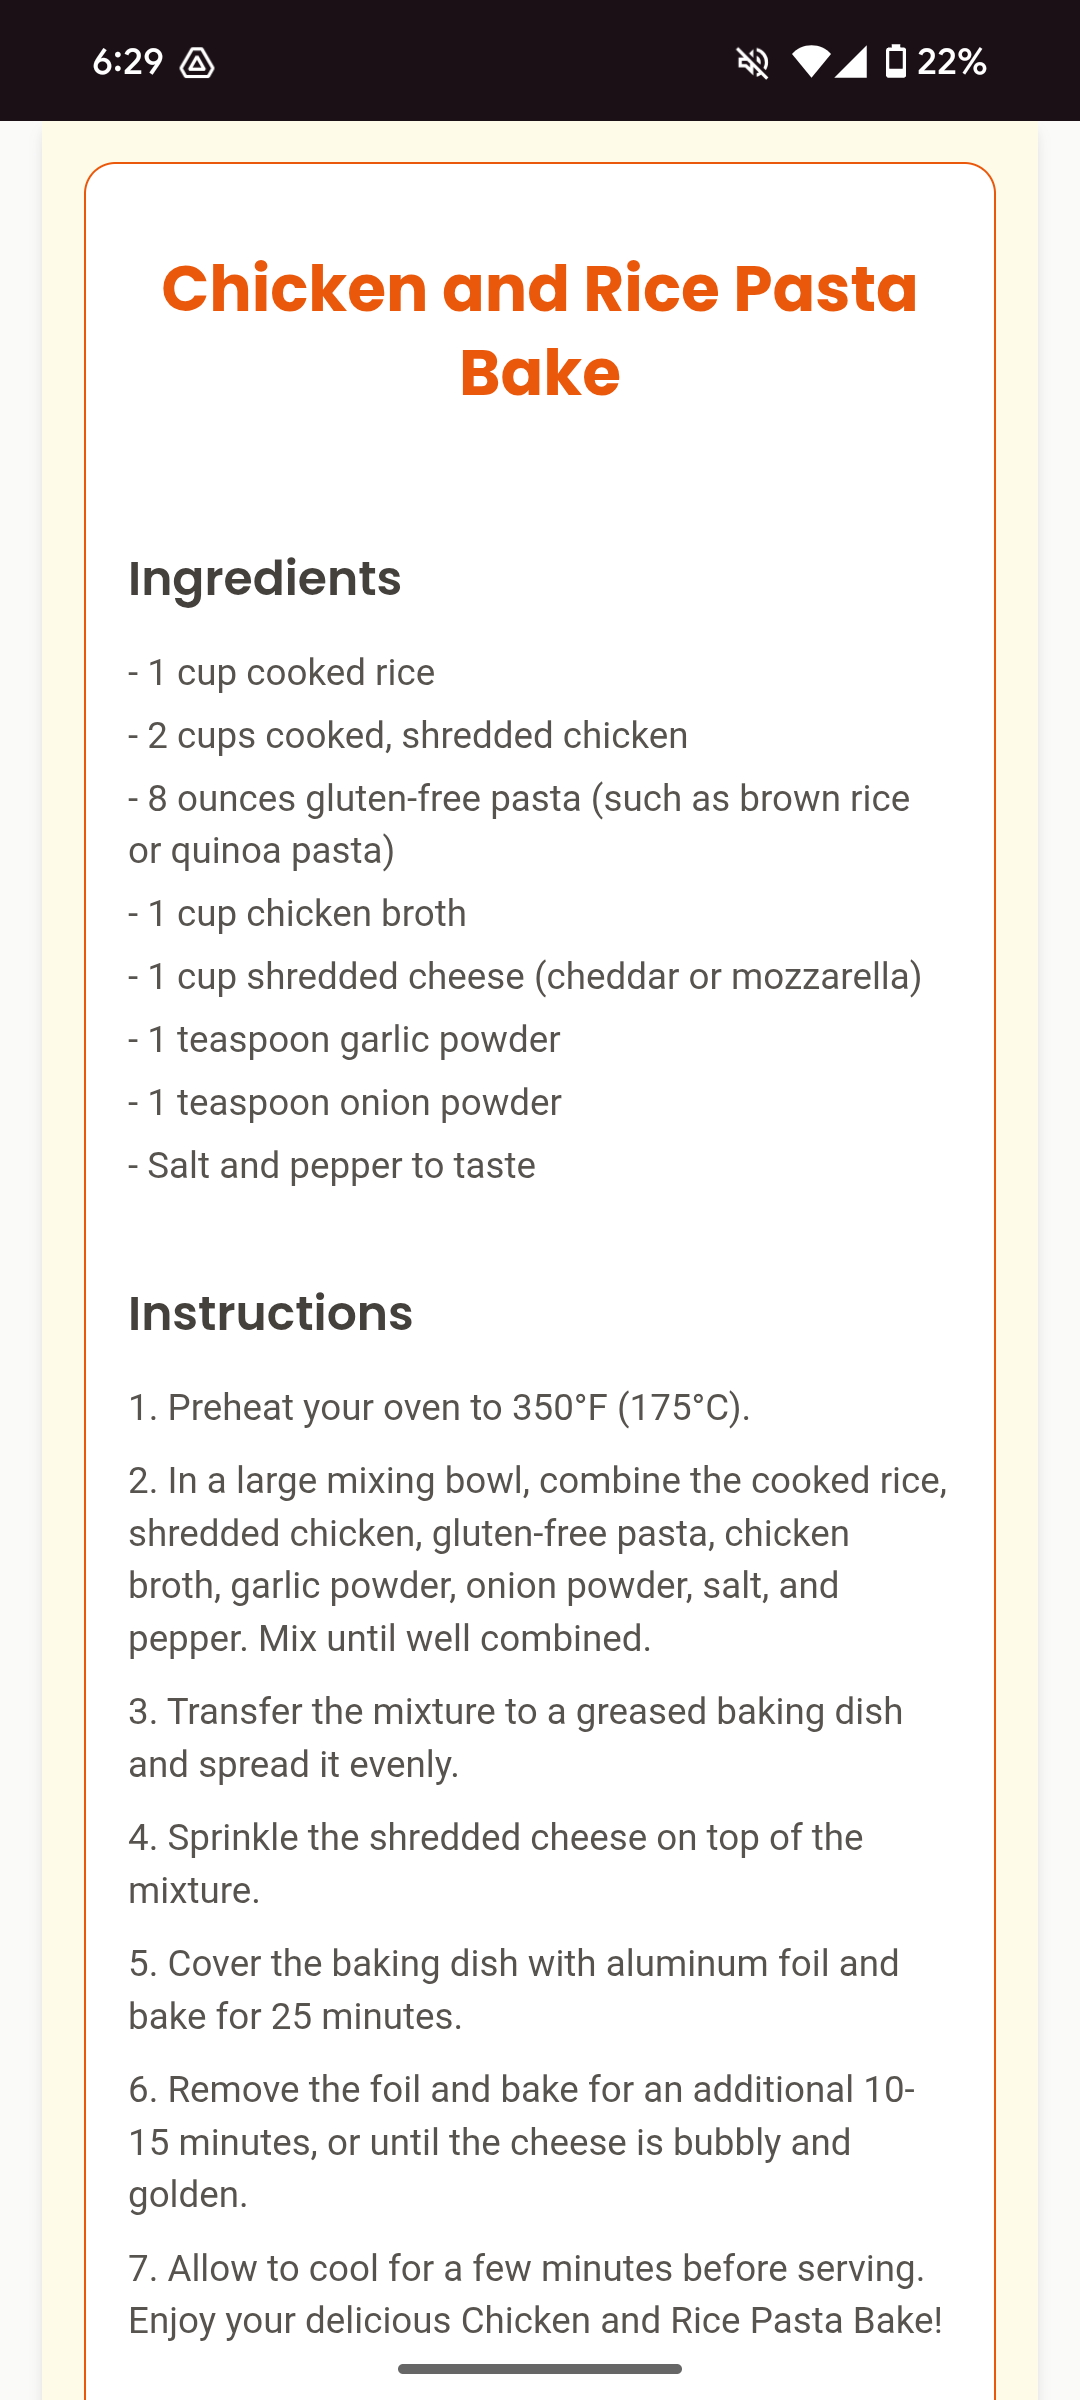 6:29
22%
Chicken and Rice Pasta
Bake
Ingredients
- 1 cup cooked rice
- 2 cups cooked, shredded chicken
- 8 ounces gluten-free pasta (such as brown rice
or quinoa pasta)
- 1 cup chicken broth
- 1 cup shredded cheese (cheddar or mozzarella)
- 1 teaspoon garlic powder
- 1 teaspoon onion powder
- Salt and pepper to taste
Instructions
1. Preheat your oven to 350°F (175°C).
2. In a large mixing bowl, combine the cooked rice,
shredded chicken, gluten-free pasta, chicken
broth, garlic powder, onion powder, salt, and
pepper. Mix until well combined.
3. Transfer the mixture to a greased baking dish
and spread it evenly.
4. Sprinkle the shredded cheese on top of the
mixture.
5. Cover the baking dish with aluminum foil and
bake for 25 minutes.
6. Remove the foil and bake for an additional 10-
15 minutes, or until the cheese is bubbly and
golden.
7. Allow to cool for a few minutes before serving.
Enjoy your delicious Chicken and Rice Pasta Bake!